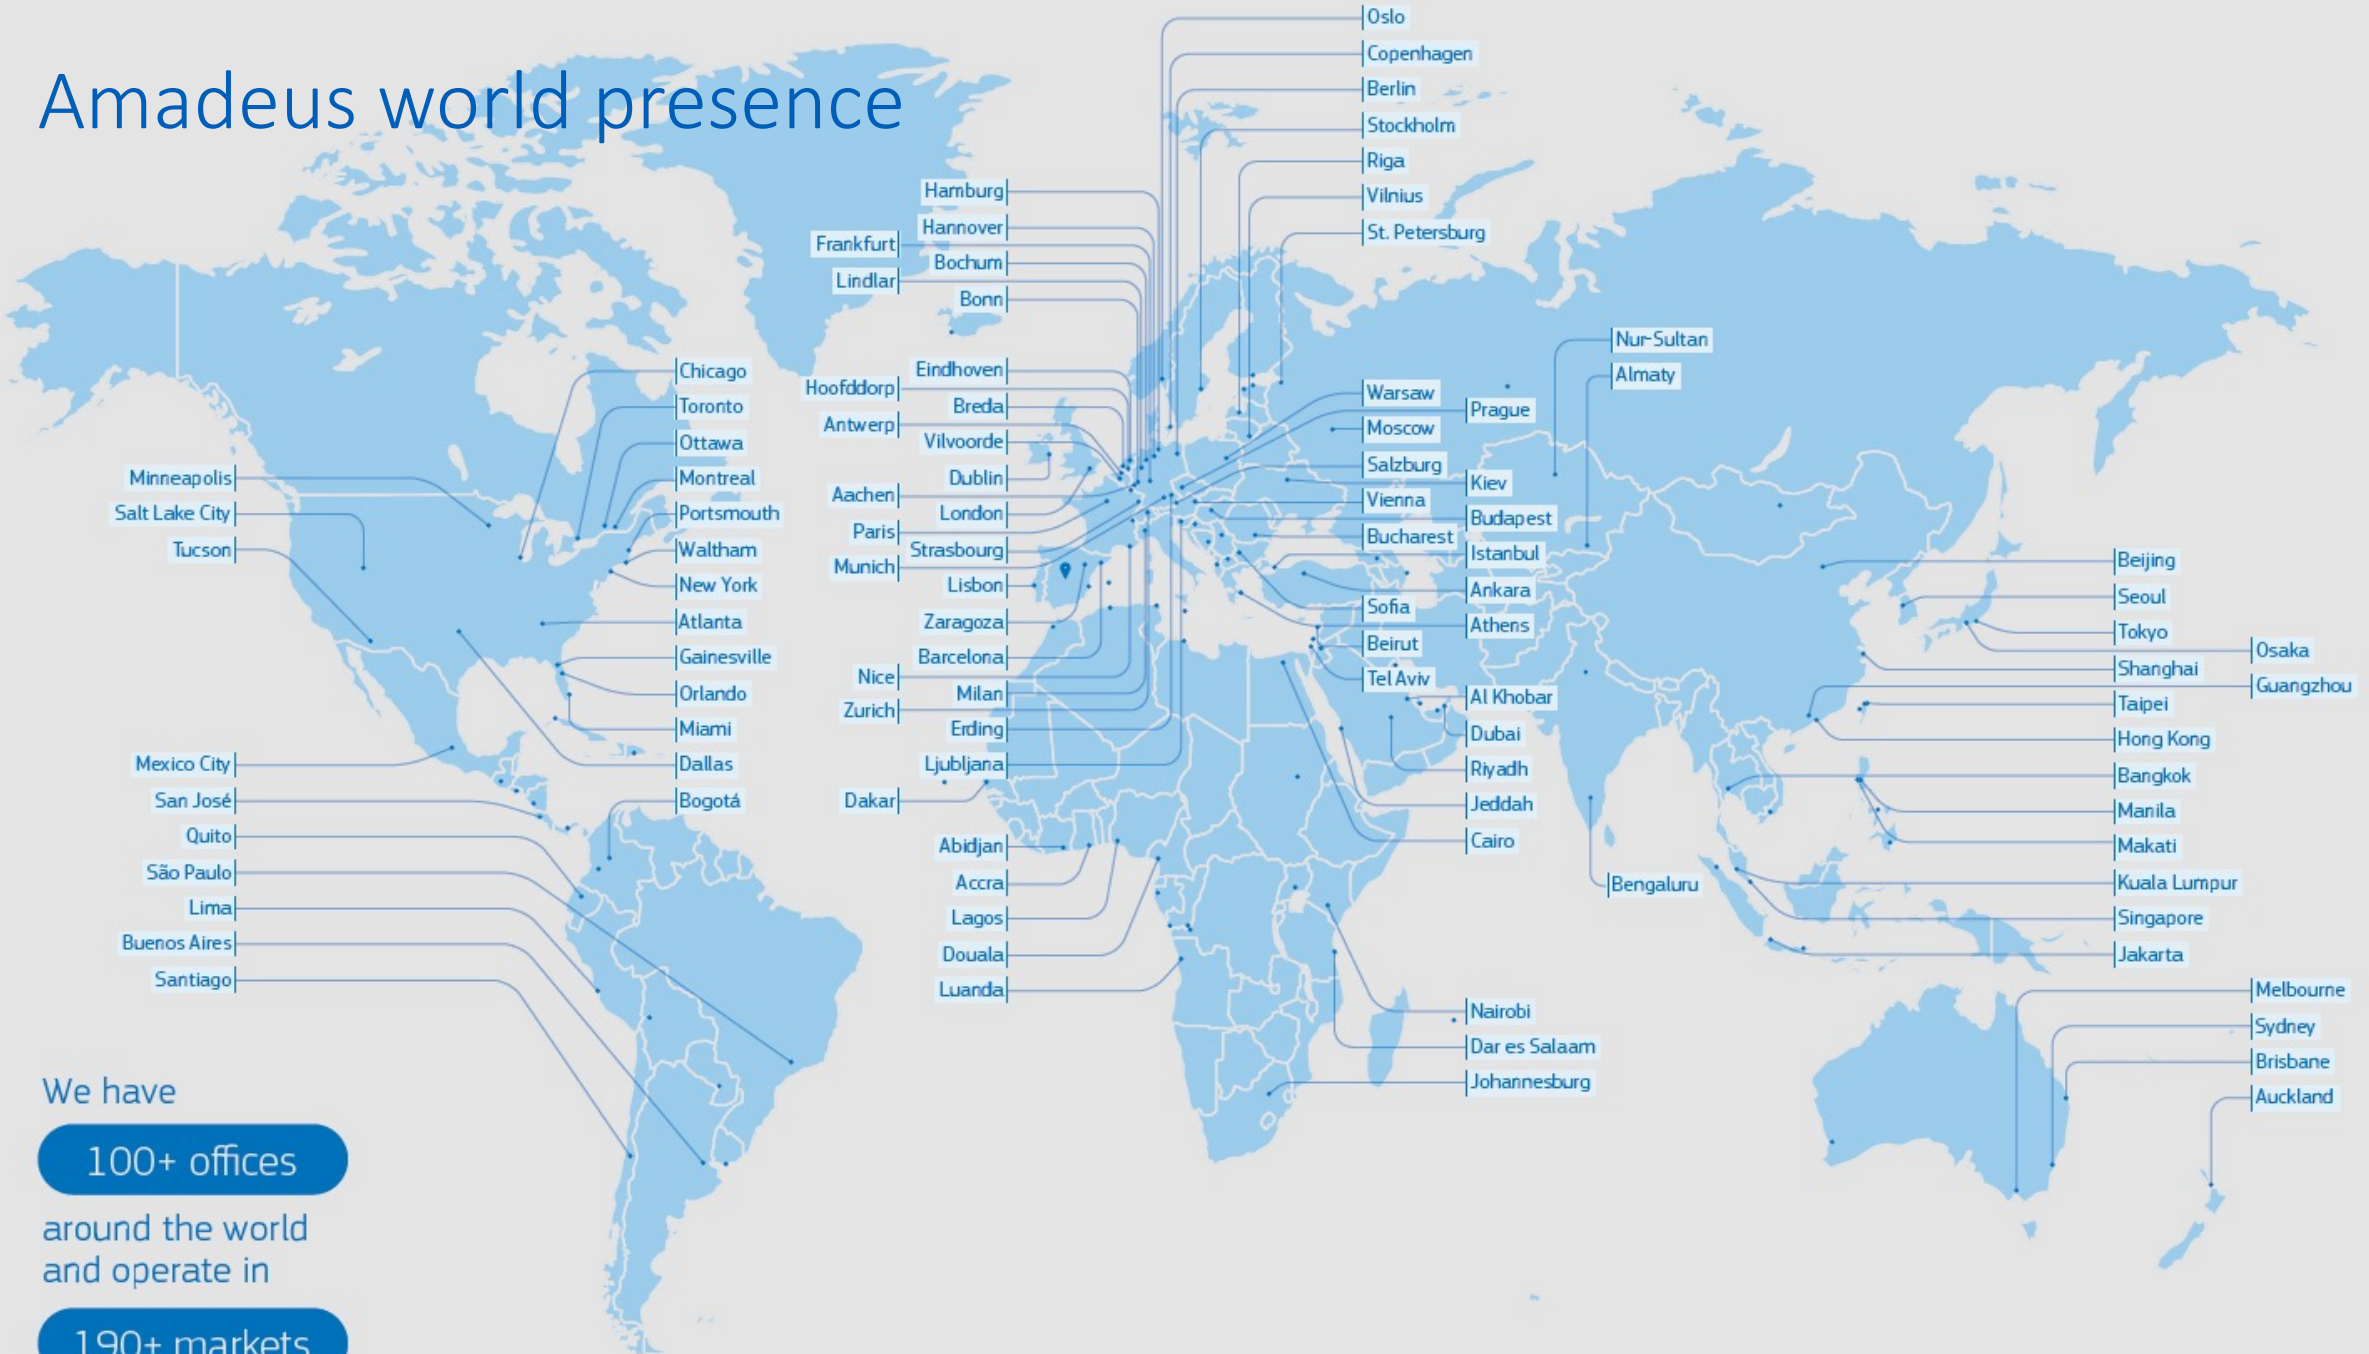 Amadeus world presence
Oslo
Copenhagen
Berlin
Stockholm
Riga
Vilnius
St. Petersburg
Hamburg
Hannover
Frankfurt
Bochum
Lindlar
Bonn
Eindhoven
Hoofddorp
Breda
Antwerp
Vilvoorde
Dublin
Aachen
London
Paris
Strasbourg
Munich
Lisbon
Zaragoza
Barcelona
Nice
Milan
Zurich
Erding
Ljubljana
Dakar
Abidjan
Accra
Lagos
Douala
Luanda
Chicago
Toronto
Ottawa
Montreal
Portsmouth
Waltham
New York
Atlanta
Gainesville
Orlando
Miami
Dallas
Bogotá
Minneapolis
Salt Lake City
Tucson
Mexico City
San José
Quito
São Paulo
Lima
Buenos Aires
Santiago
Warsaw
Prague
Moscow
Salzburg
Kiev
Vienna
Budapest
Bucharest
Istanbul
Ankara
Sofia
Athens
Beirut
Tel Aviv
Al Khobar
Dubai
Riyadh
Jeddah
Cairo
Nur-Sultan
Almaty
Bengaluru
Nairobi
Dar es Salaam
Johannesburg
Beijing
Seoul
Tokyo
Osaka
Shanghai
Guangzhou
Taipei
Hong Kong
Bangkok
Manila
Makati
Kuala Lumpur
Singapore
Jakarta
Melbourne
Sydney
Brisbane
Auckland
We have
100+ offices
around the world
and operate in
190+ markets